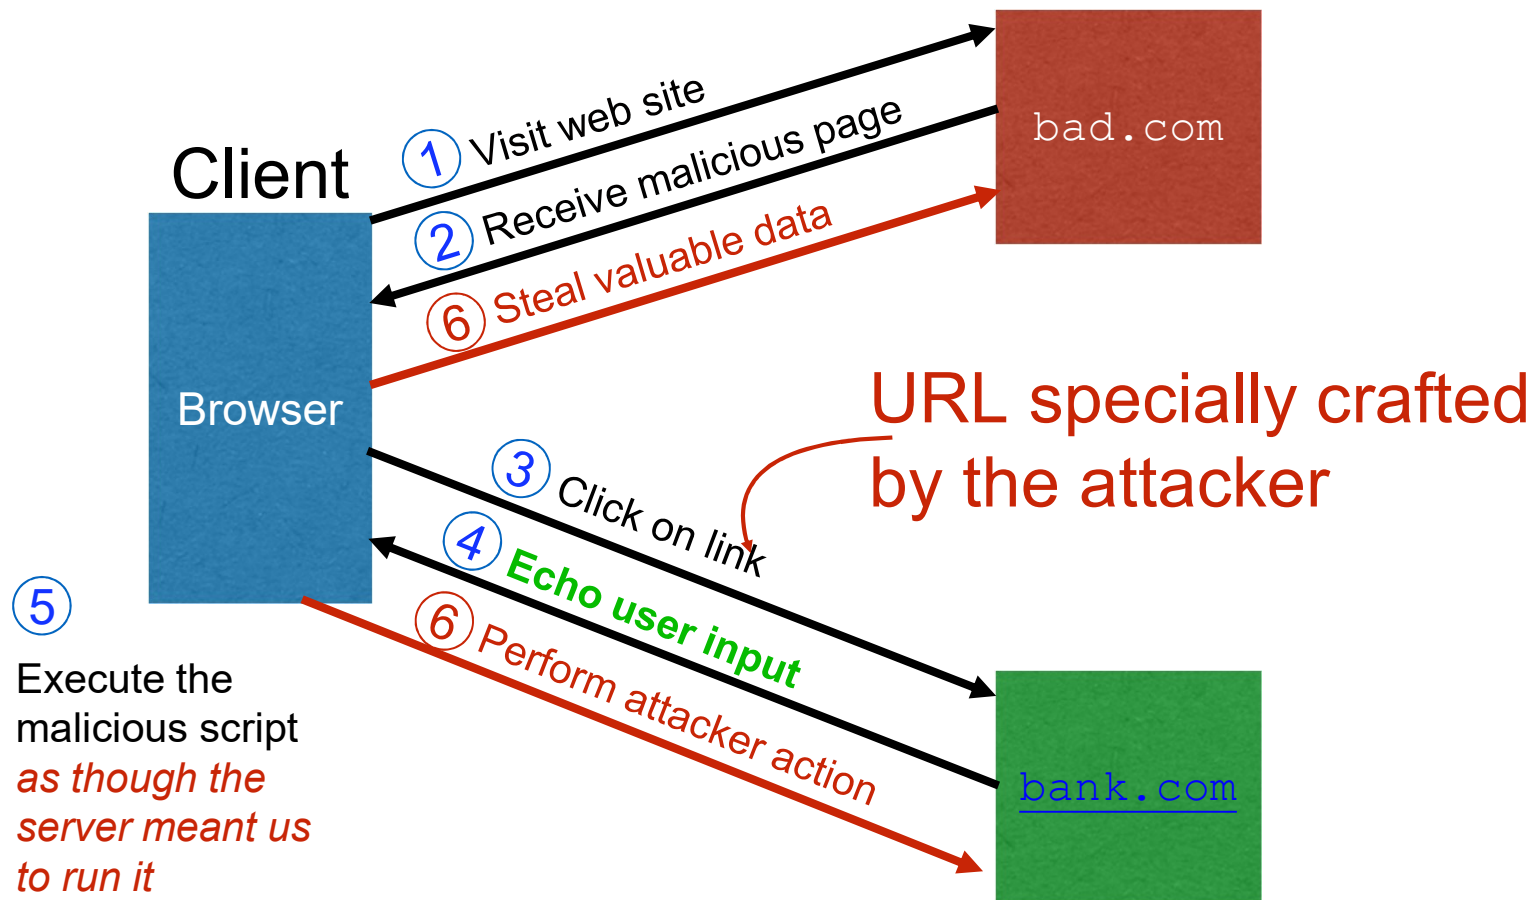 Client
Browser
bad.com
1 Visit web site
2 Receive malicious page
6 Steal valuable data
URL specially crafted
by the attacker
3 Click on link
4 Echo user input
6 Perform attacker action
bank.com
5
Execute the
malicious script
as though the
server meant us
to run it